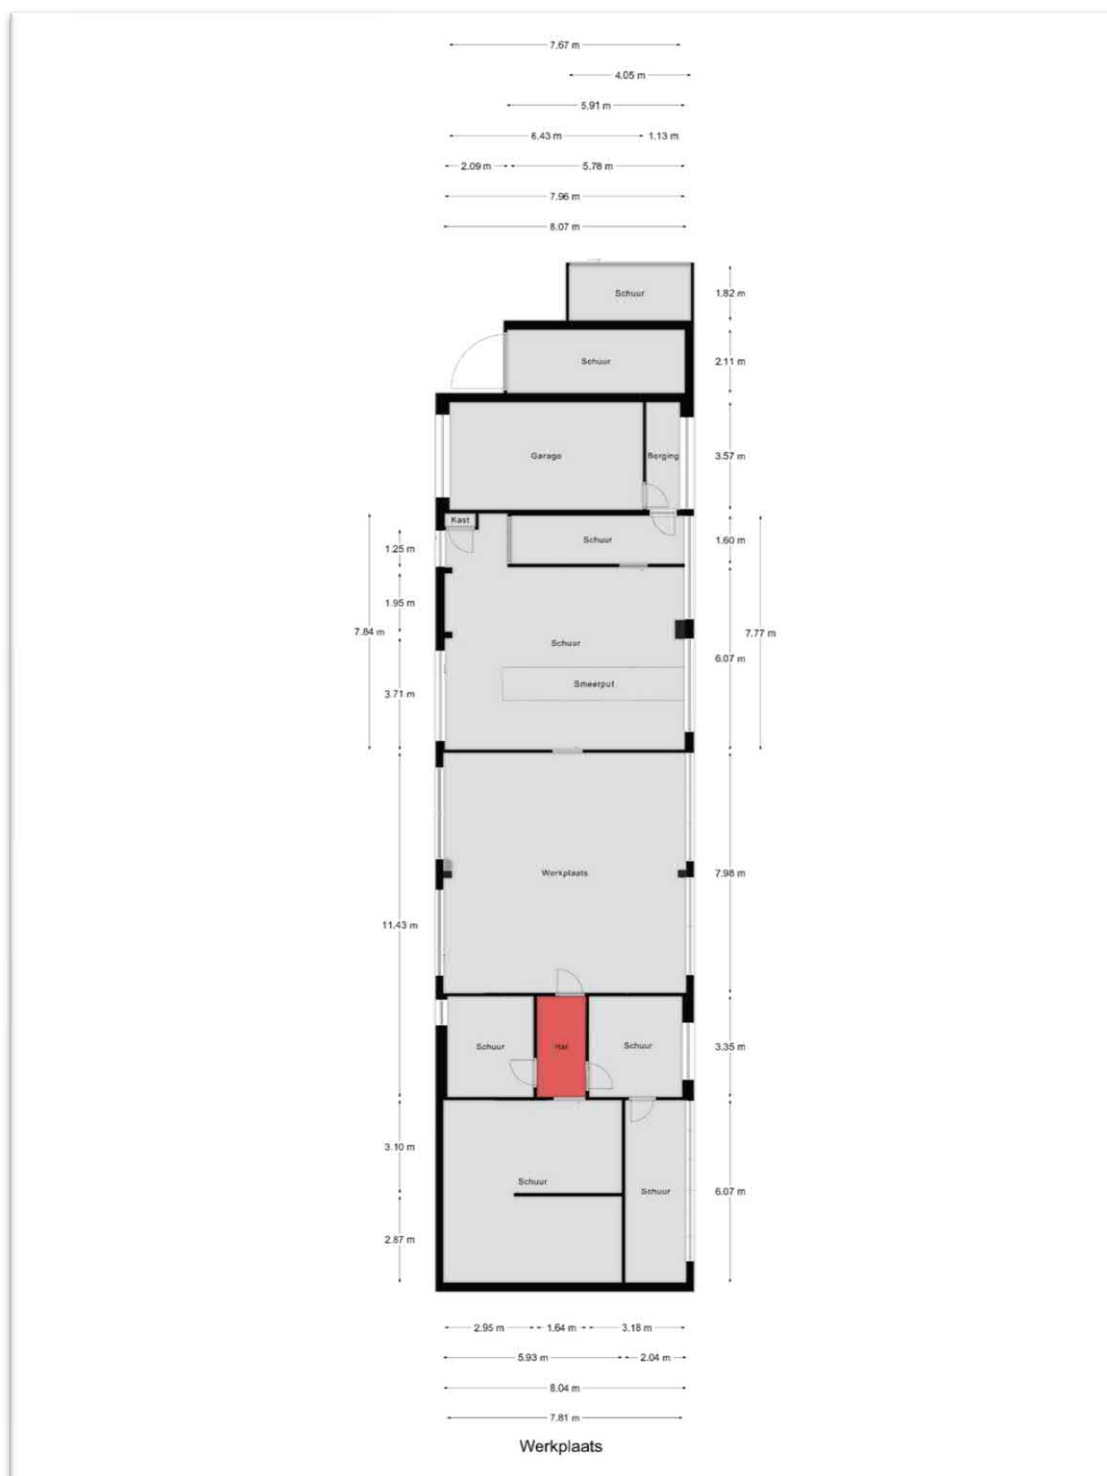 7.67 m
4.05 m
5.91 m
6.43 m 1.13 m
2.09 m 5.78 m
7.96 m
8.07 m
Schuur 1.82 m
Schuur 2.11 m
Garage Berging 3.57 m
Kast
Schuur 1.60 m
1.25 m
1.95 m
7.84 m 7.77 m
Schuur
6.07 m
Smeerput
3.71 m
Werkplaats 7.98 m
11.43 m
Schuur Hal Schuur 3.35 m
3.10 m
Schuur
Schuur 6.07 m
2.87 m
2.95 m 1.64 m 3.18 m
5.93 m 2.04 m
8.04 m
7.81 m
Werkplaats